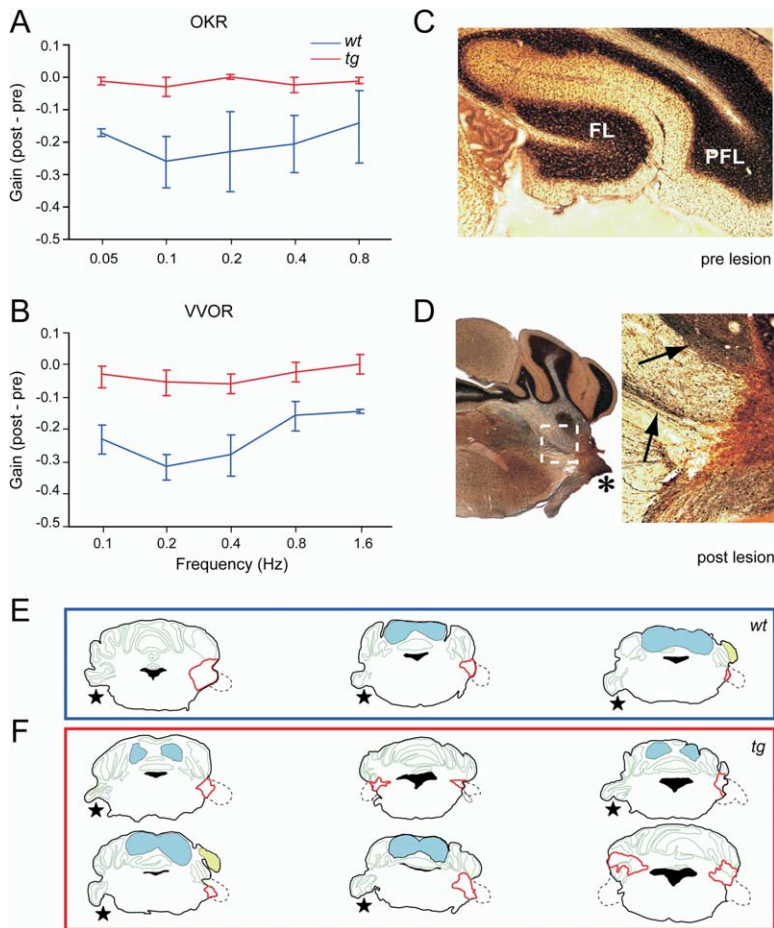 A
OKR
wt
tg
Gain (post - pre)
0.1
0.0
-0.1
-0.2
-0.3
-0.4
-0.5
0.05 0.1 0.2 0.4 0.8
B
VVOR
Gain (post - pre)
0.1
0.0
-0.1
-0.2
-0.3
-0.4
-0.5
0.1 0.2 0.4 0.8 1.6
Frequency (Hz)
C
FL
PFL
pre lesion
D
*
post lesion
E
wt
F
tg